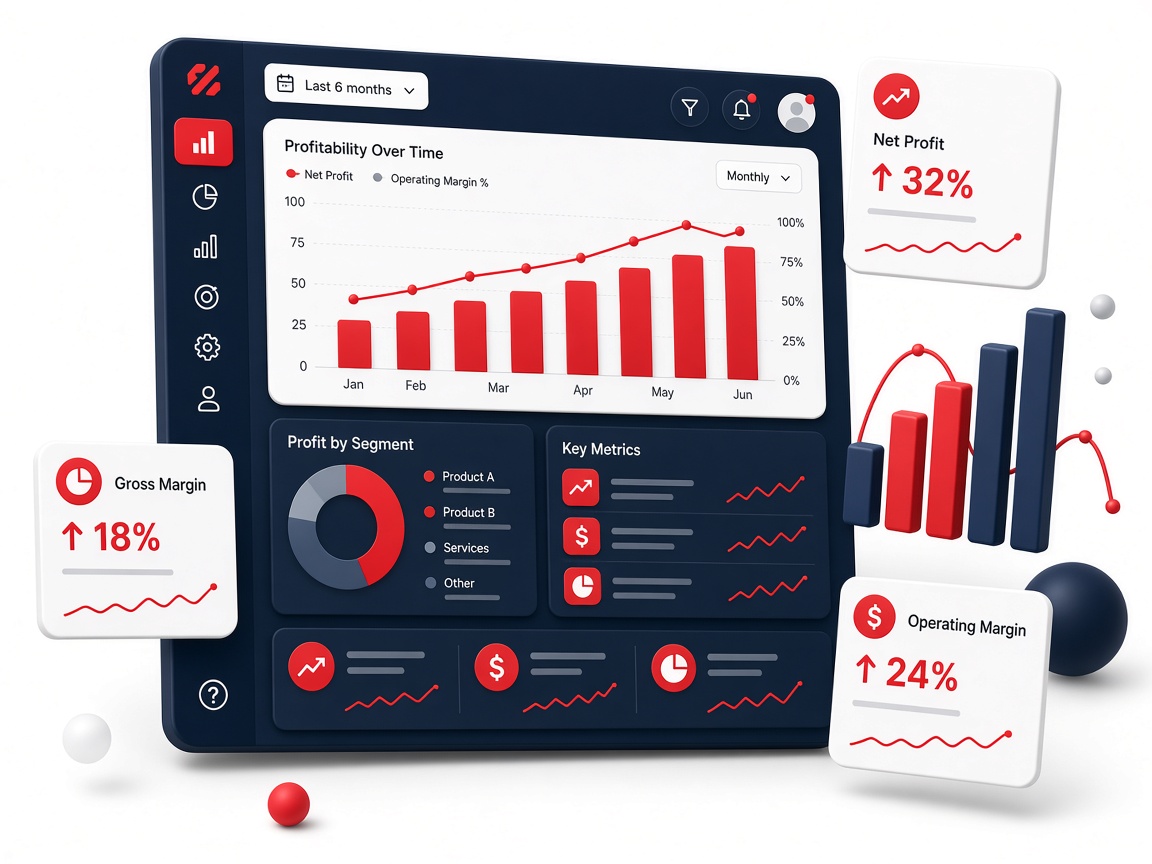 Last 6 months
Profitability Over Time
Net Profit
Operating Margin %
Monthly
100
75
50
25
0
100%
75%
50%
25%
0%
Jan
Feb
Mar
Apr
May
Jun
Net Profit
↑ 32%
Gross Margin
↑ 18%
Profit by Segment
Product A
Product B
Services
Other
Key Metrics
$
$
?
$
Operating Margin
↑ 24%